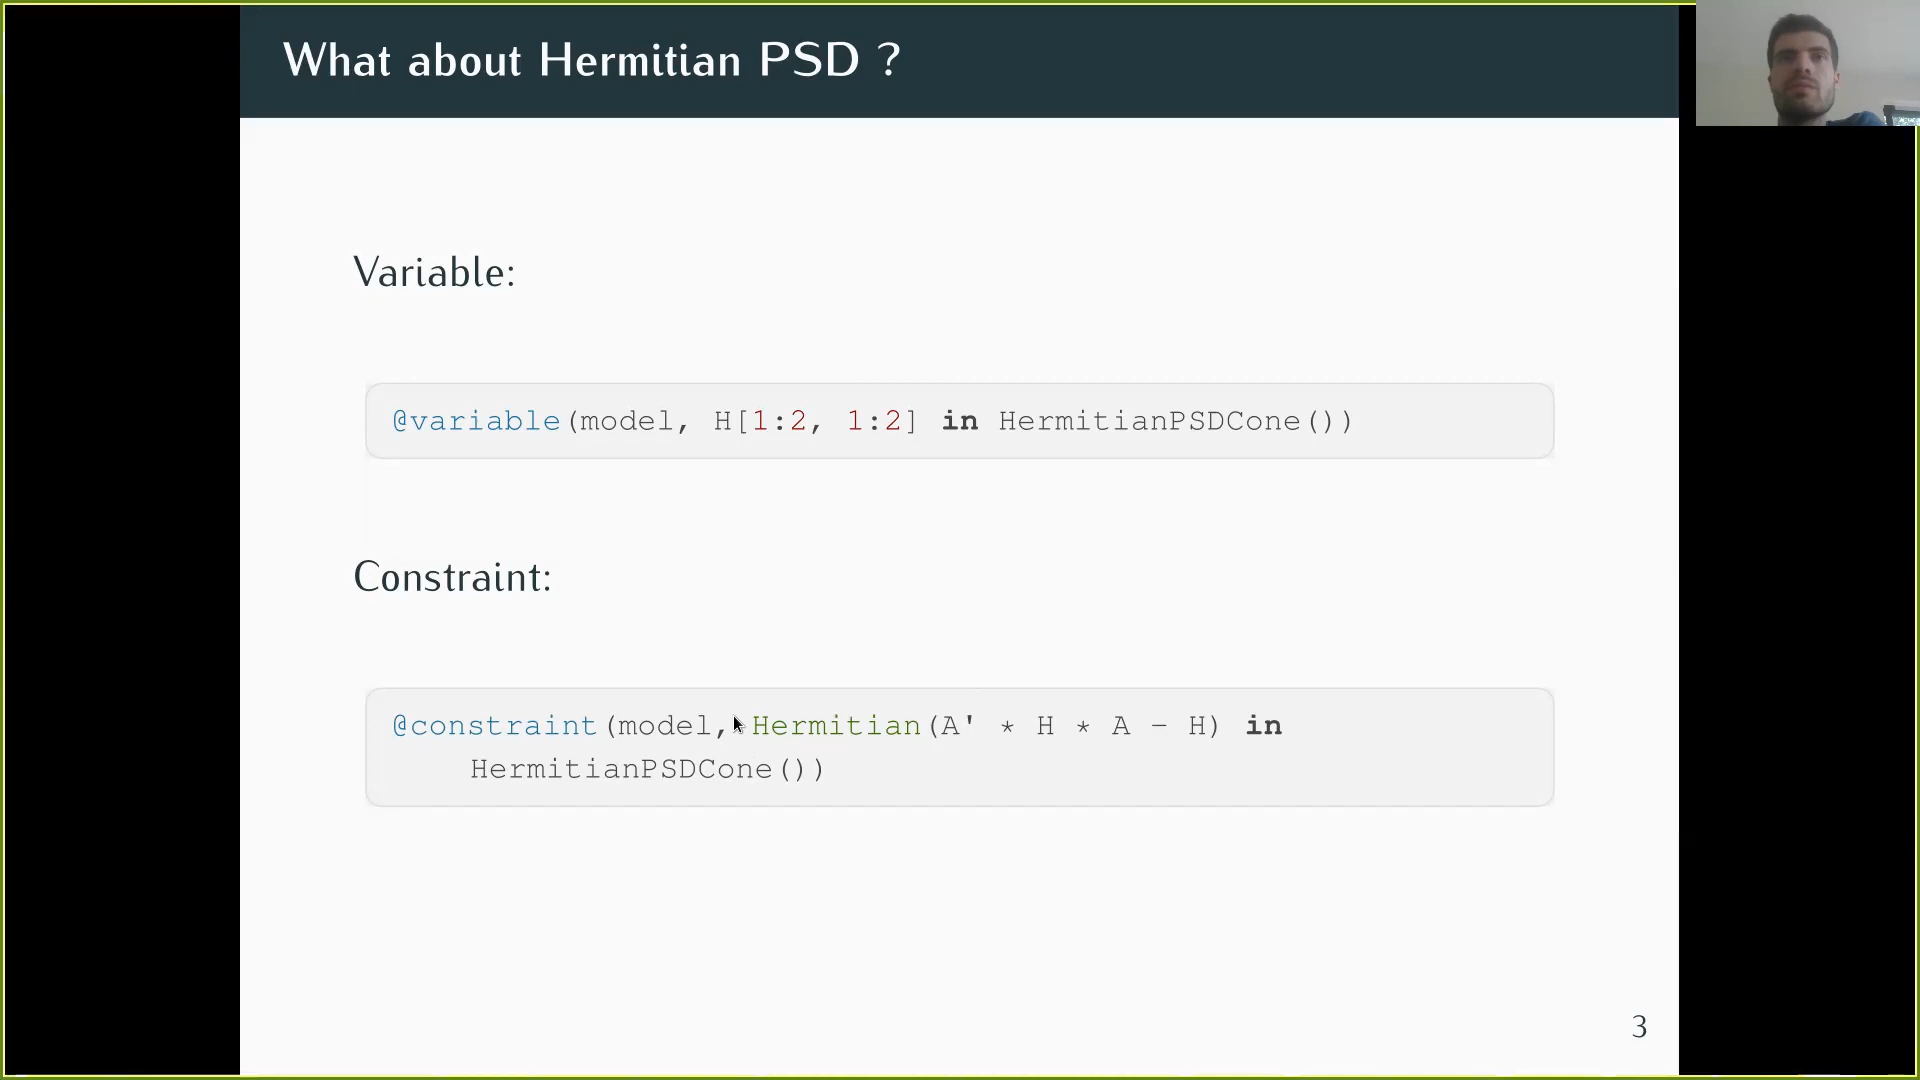 What about Hermitian PSD ?
Variable:
@variable(model, H[1:2, 1:2] in HermitianPSDCone())
Constraint:
@constraint(model, Hermitian(A' * H * A − H) in
HermitianPSDCone())
3